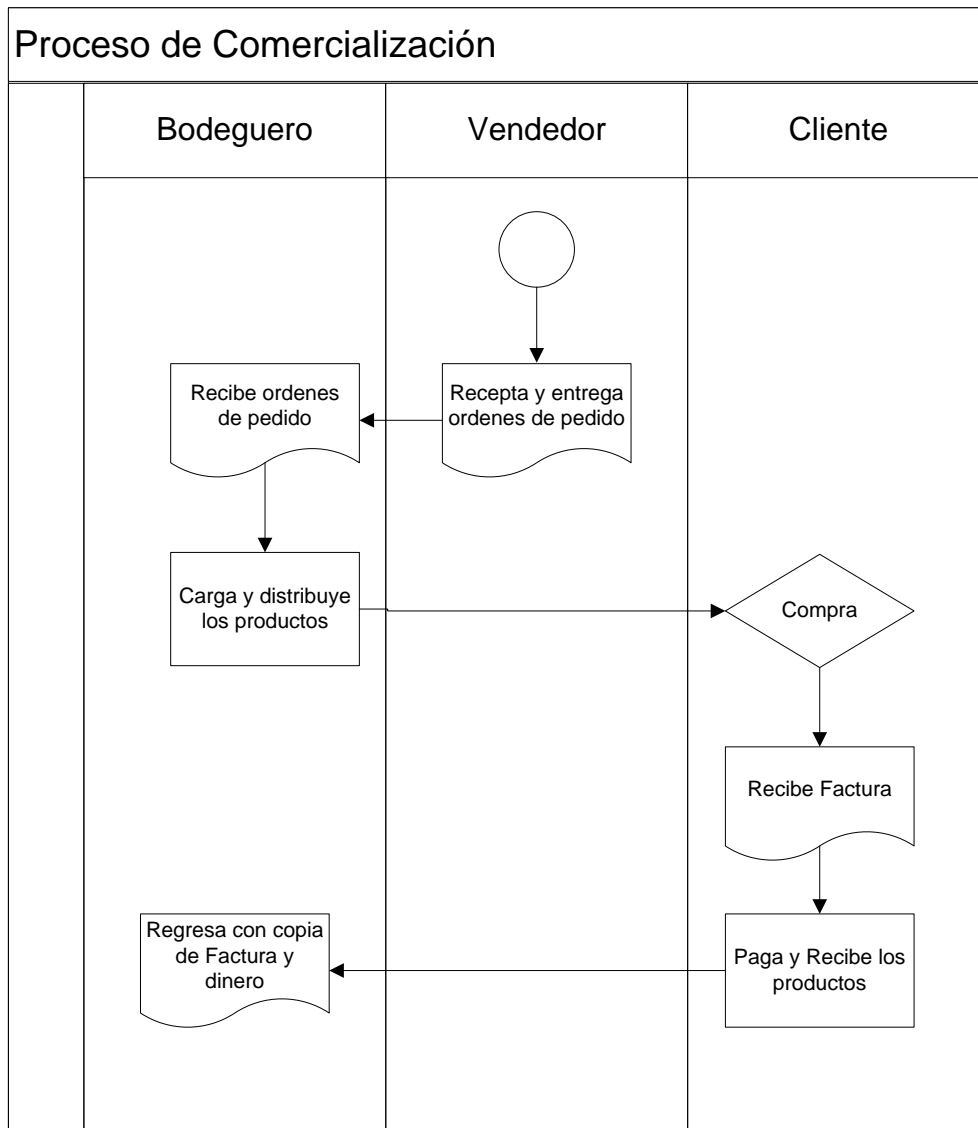 Proceso de Comercialización
Bodeguero
Vendedor
Cliente
Recibe ordenes
de pedido
Recepta y entrega
ordenes de pedido
Carga y distribuye
los productos
Compra
Recibe Factura
Regresa con copia
de Factura y
dinero
Paga y Recibe los
productos